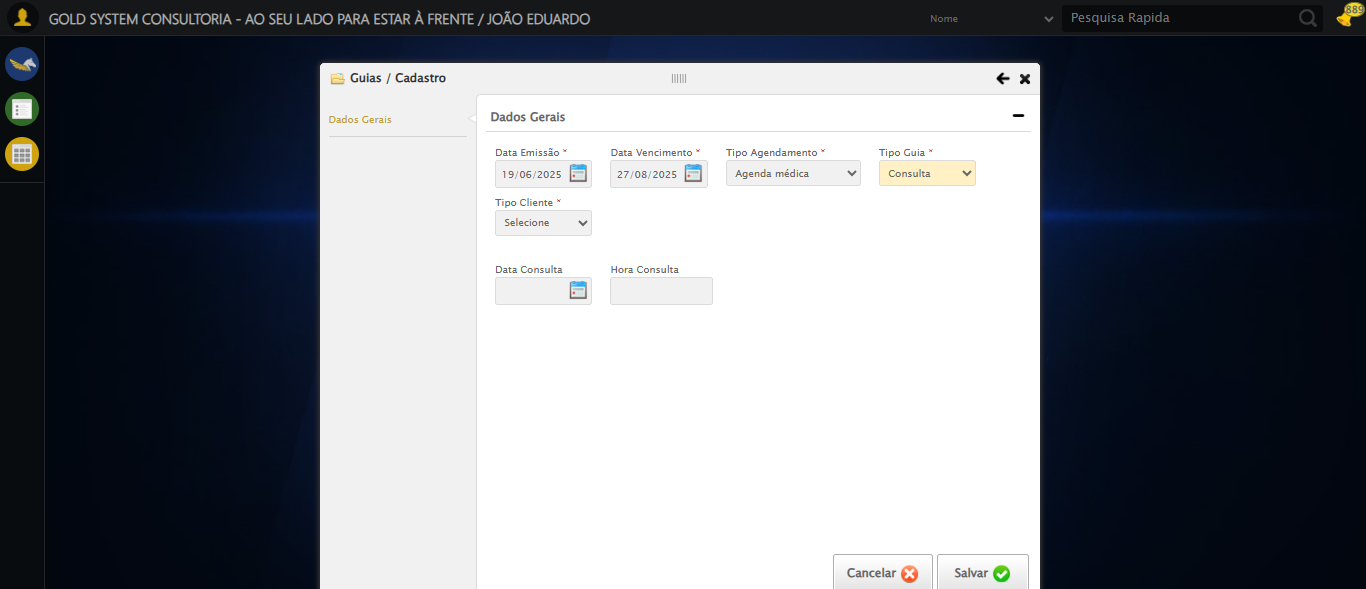 GOLD SYSTEM CONSULTORIA - AO SEU LADO PARA ESTAR À FRENTE / JOÃO EDUARDO
Nome
Pesquisa Rapida
889
Guias / Cadastro
Dados Gerais
Dados Gerais
Data Emissão * Data Vencimento * Tipo Agendamento * Tipo Guia *
19/06/2025 27/08/2025 Agenda médica Consulta
Tipo Cliente *
Selecione
Data Consulta Hora Consulta
Cancelar Salvar